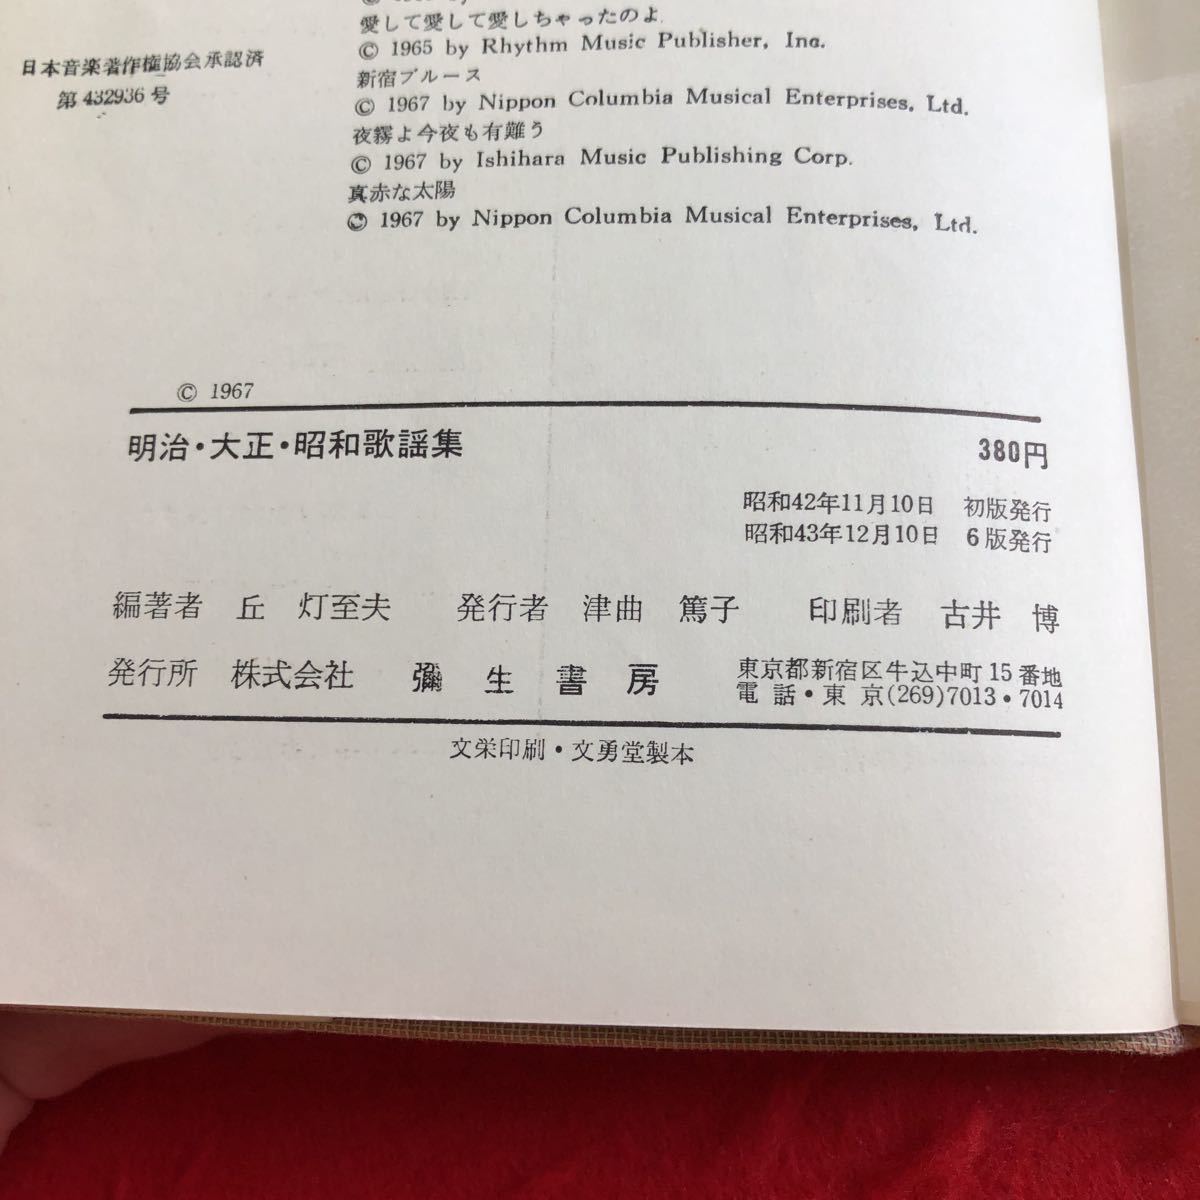 愛して愛して愛しちゃったのよ
© 1965 by Rhythm Music Publisher, Inc.
新宿ブルース
© 1967 by Nippon Columbia Musical Enterprises, Ltd.
夜霧よ今夜も有難う
© 1967 by Ishihara Music Publishing Corp.
真赤な太陽
© 1967 by Nippon Columbia Musical Enterprises, Ltd.
日本音楽著作権協会承認済
第 432936 号
© 1967
明治・大正・昭和歌謡集 380円
昭和42年11月10日 初版発行
昭和43年12月10日 6版発行
編著者 丘 灯至夫 発行者 津曲 篤子 印刷者 古井 博
発行所 株式会社 彌生書房
東京都新宿区牛込中町15番地
電話・東京(269)7013・7014
文栄印刷・文勇堂製本